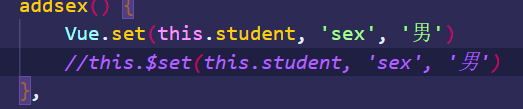 addsex() {
Vue.set(this.student, 'sex', '男')
//this.$set(this.student, 'sex', '男')
},